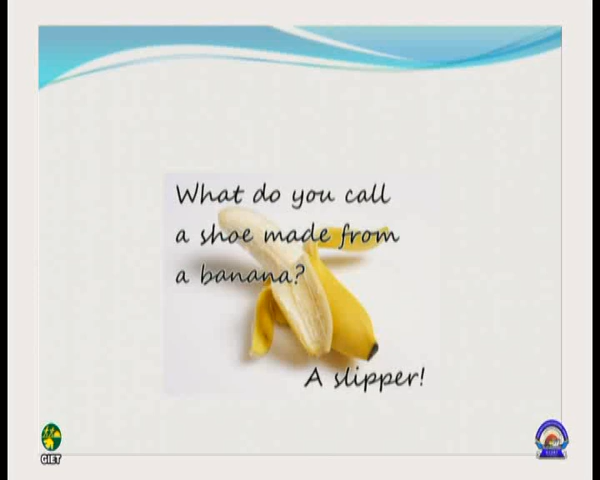 What do you call
a shoe made from
a banana?
A slipper!
GIET